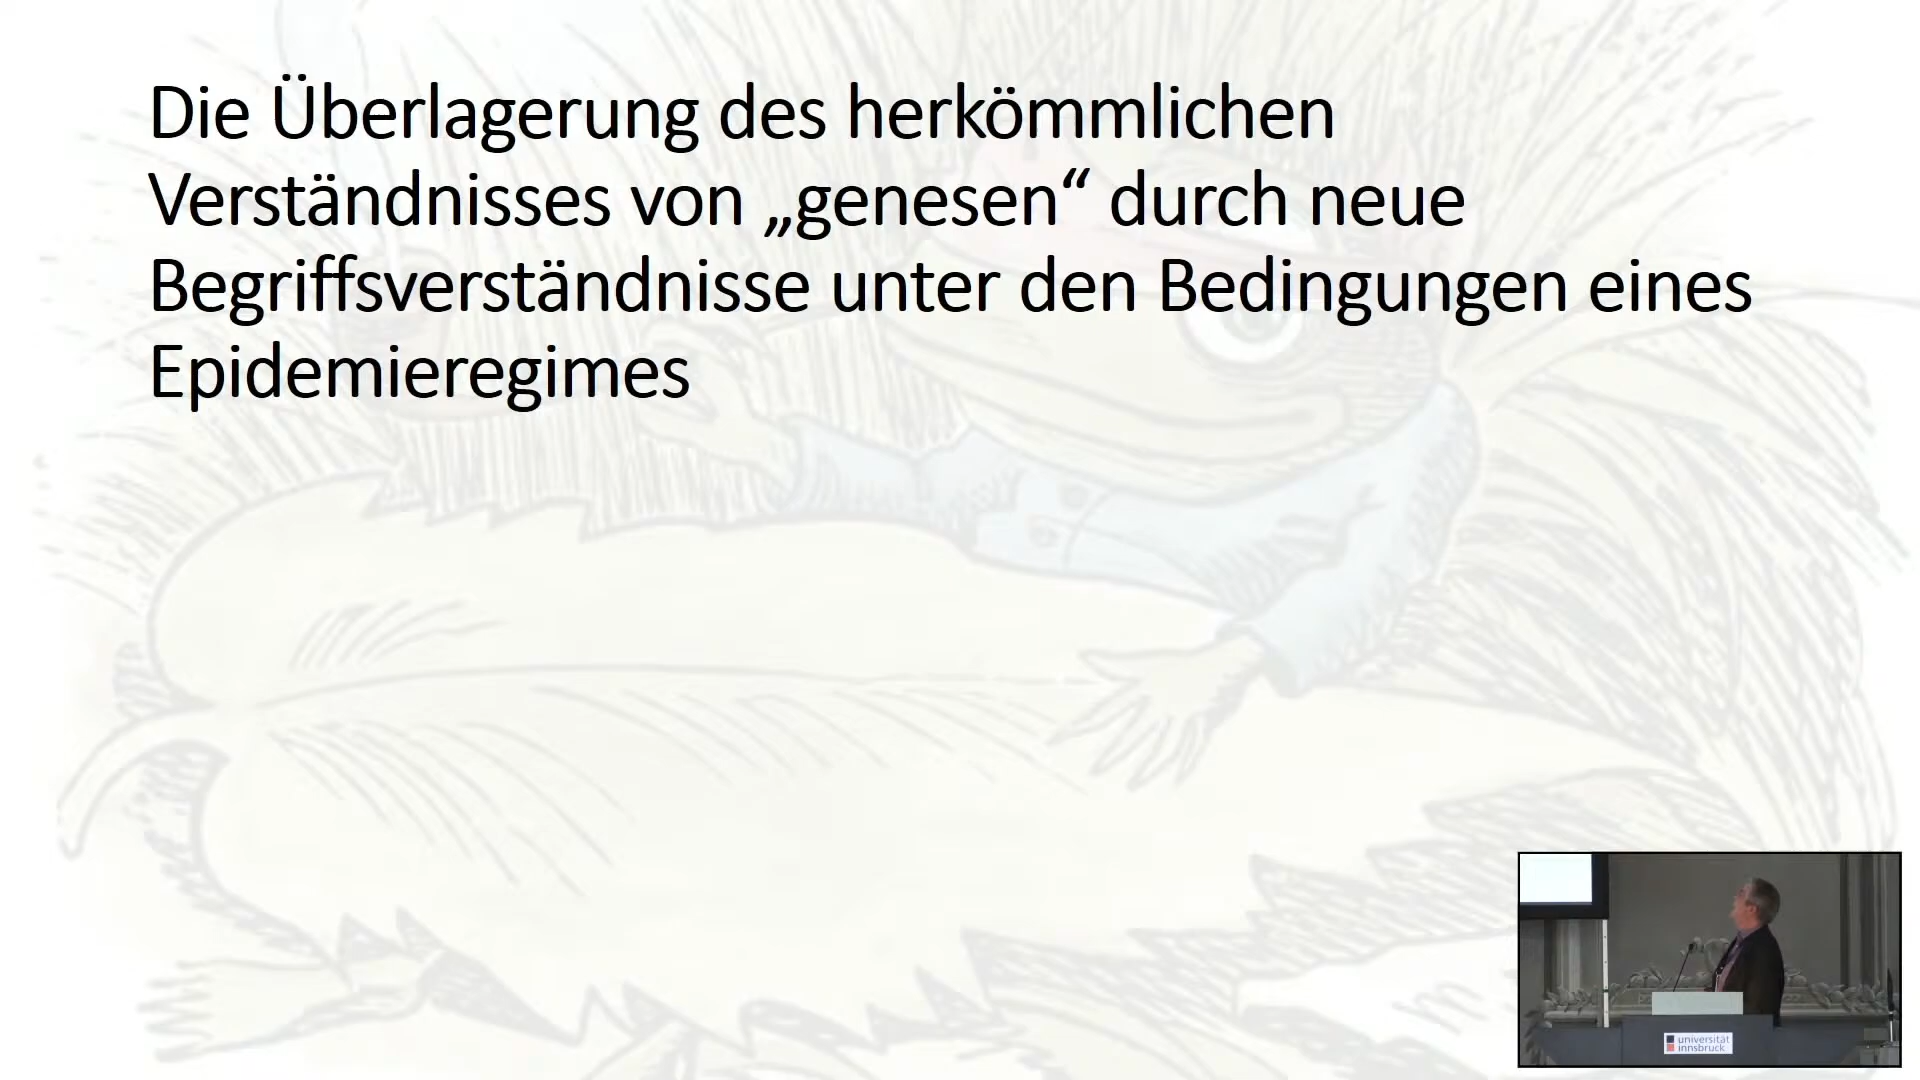 Die Überlagerung des herkömmlichen
Verständnisses von „genesen“ durch neue
Begriffsverständnisse unter den Bedingungen eines
Epidemieregimes
universität
innsbruck